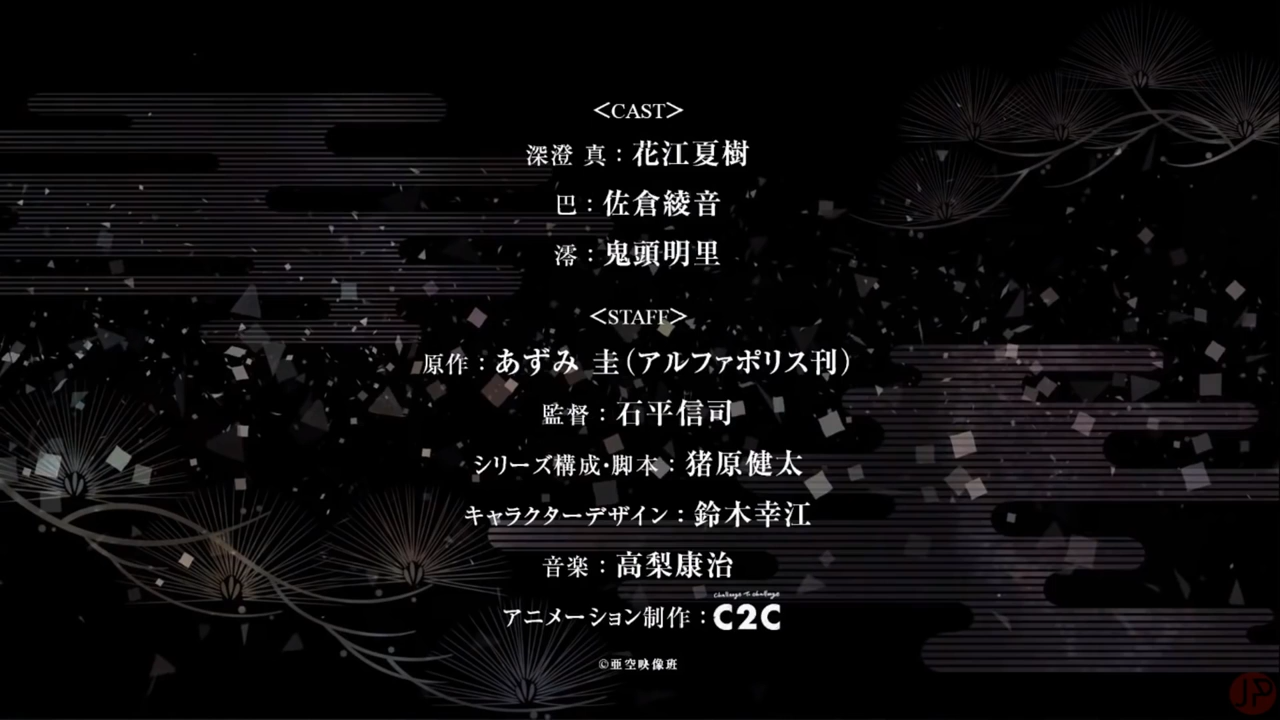 <CAST>
深澄 真：花江夏樹
巴：佐倉綾音
澪：鬼頭明里
<STAFF>
原作：あずみ 圭（アルファポリス刊）
監督：石平信司
シリーズ構成・脚本：猪原健太
キャラクターデザイン：鈴木幸江
音楽：高梨康治
アニメーション制作：C2C
©亜空映像班
JP